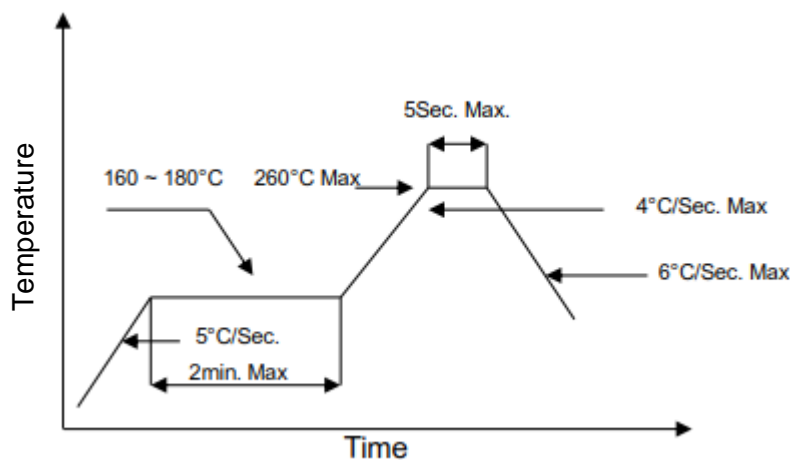 5Sec. Max.
160 ~ 180°C
260°C Max
4°C/Sec. Max
6°C/Sec. Max
5°C/Sec.
2min. Max
Temperature
Time